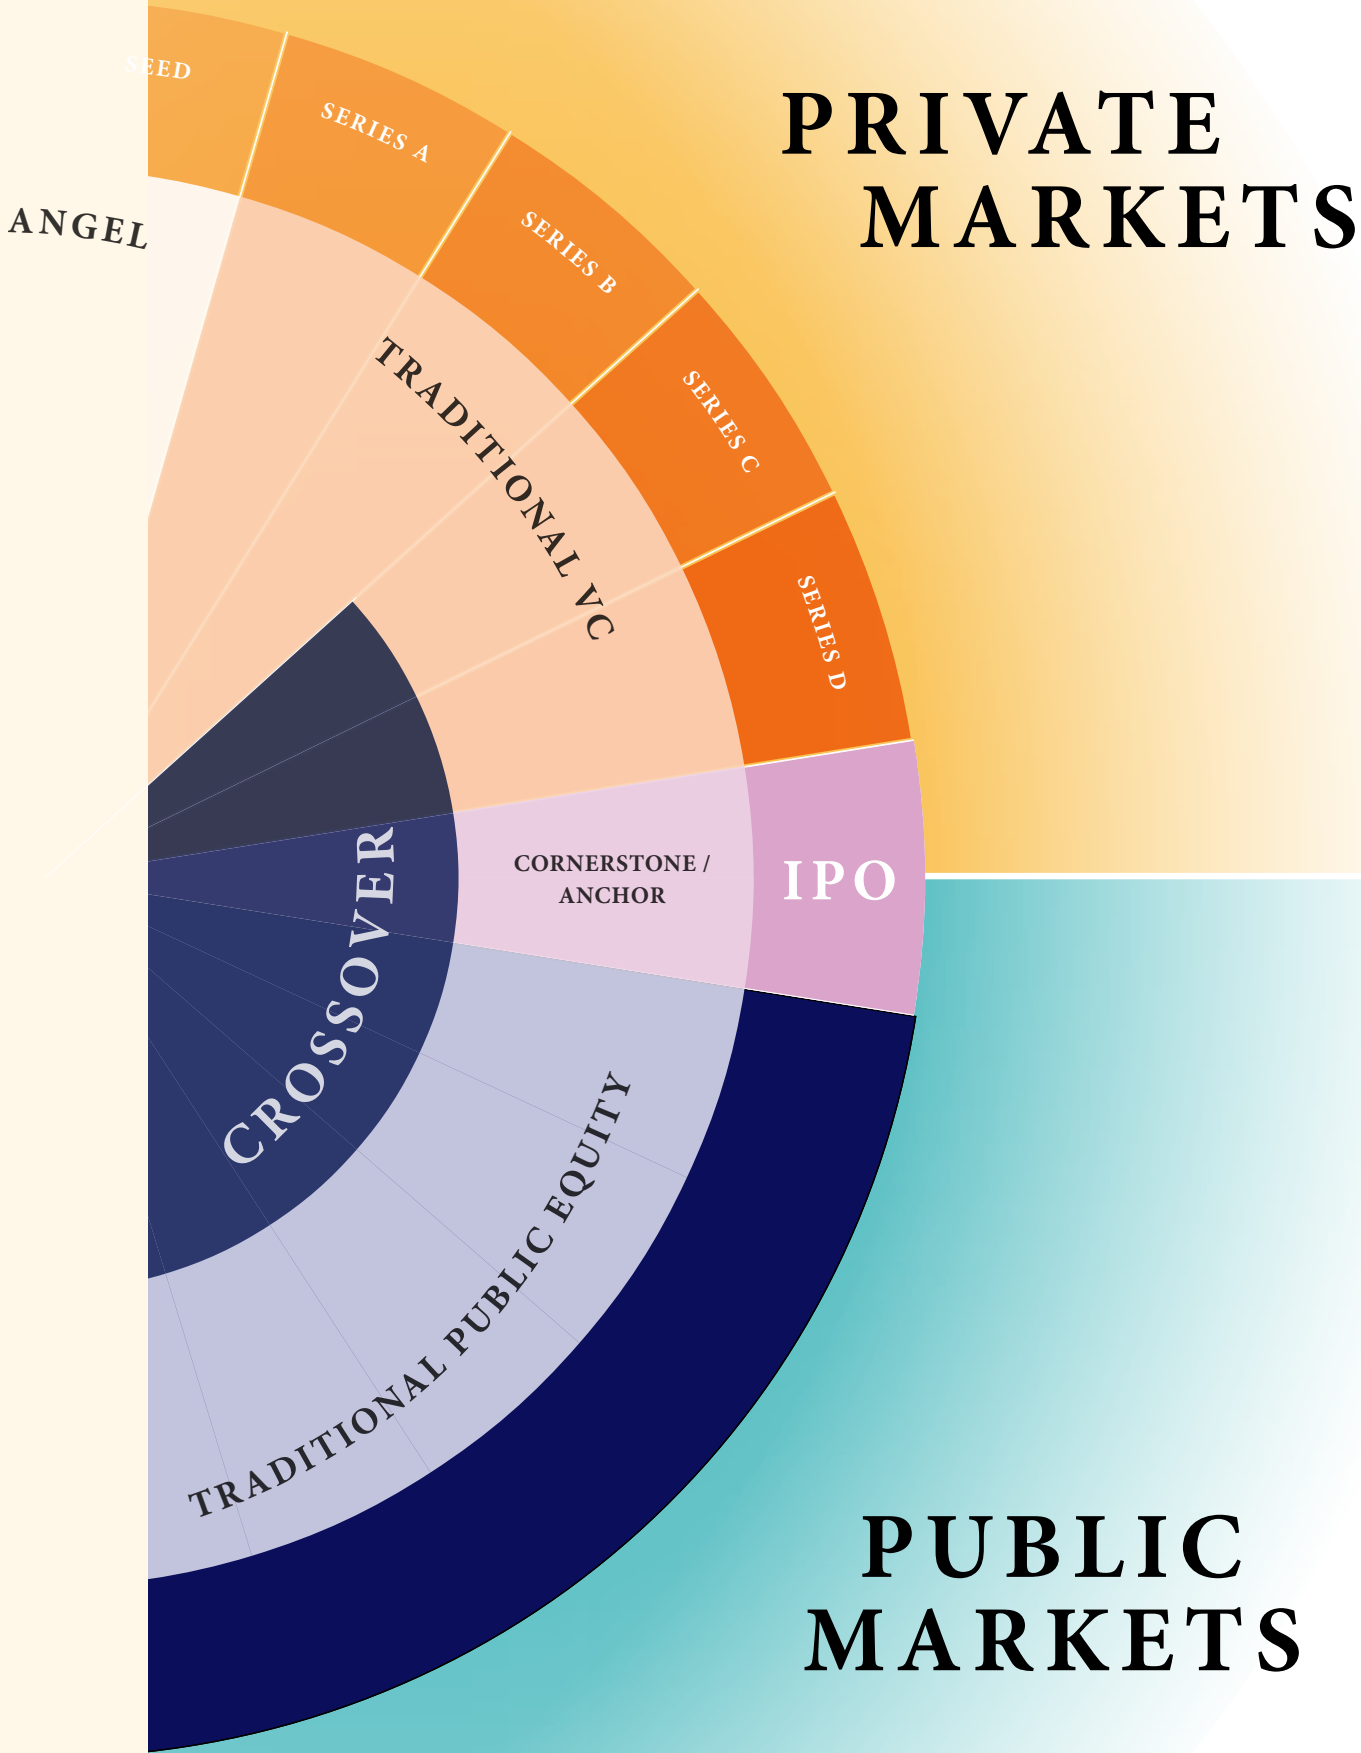 PRIVATE
MARKETS
SEED
SERIES A
SERIES B
SERIES C
SERIES D
ANGEL
TRADITIONAL VC
CROSSOVER
CORNERSTONE /
ANCHOR
IPO
TRADITIONAL PUBLIC EQUITY
PUBLIC
MARKETS